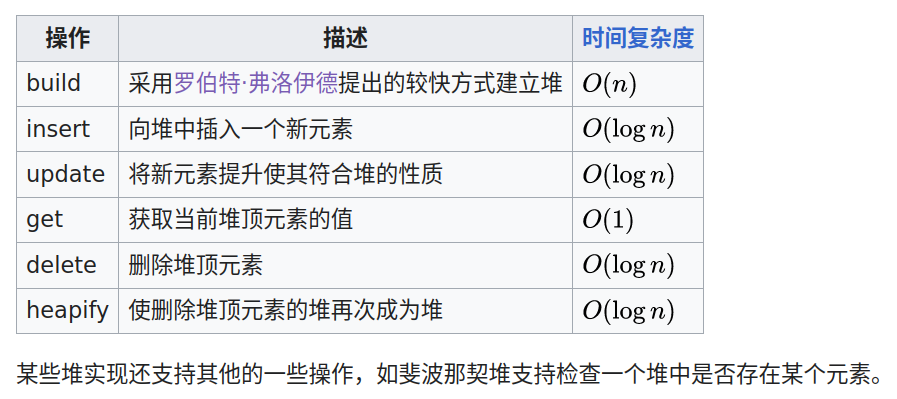 操作 描述 时间复杂度
build 采用罗伯特·弗洛伊德提出的较快方式建立堆 O(n)
insert 向堆中插入一个新元素 O(log n)
update 将新元素提升使其符合堆的性质 O(log n)
get 获取当前堆顶元素的值 O(1)
delete 删除堆顶元素 O(log n)
heapify 使删除堆顶元素的堆再次成为堆 O(log n)
某些堆实现还支持其他的一些操作，如斐波那契堆支持检查一个堆中是否存在某个元素。